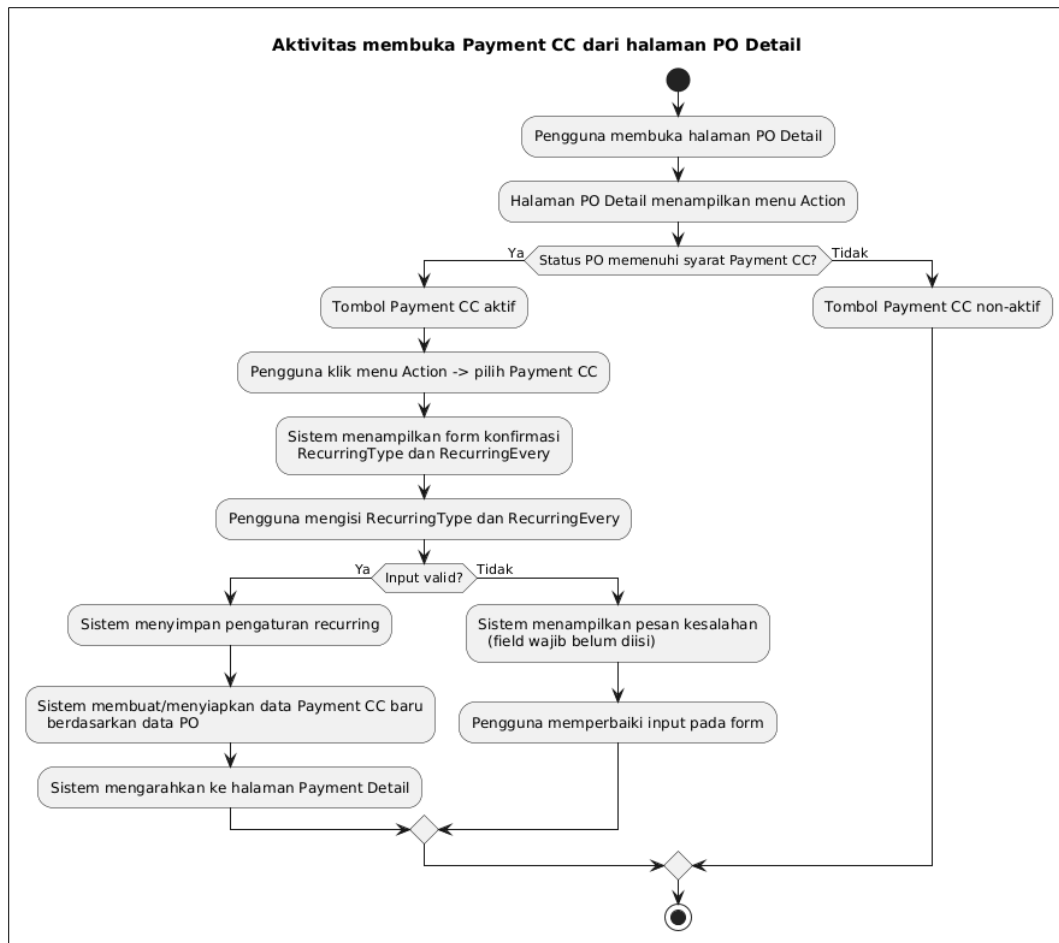 Aktivitas membuka Payment CC dari halaman PO Detail
Pengguna membuka halaman PO Detail
Halaman PO Detail menampilkan menu Action
Ya
Status PO memenuhi syarat Payment CC?
Tidak
Tombol Payment CC aktif
Tombol Payment CC non-aktif
Pengguna klik menu Action -> pilih Payment CC
Sistem menampilkan form konfirmasi
RecurringType dan RecurringEvery
Pengguna mengisi RecurringType dan RecurringEvery
Ya
Input valid?
Tidak
Sistem menyimpan pengaturan recurring
Sistem membuat/menyiapkan data Payment CC baru
berdasarkan data PO
Sistem mengarahkan ke halaman Payment Detail
Sistem menampilkan pesan kesalahan
(field wajib belum diisi)
Pengguna memperbaiki input pada form